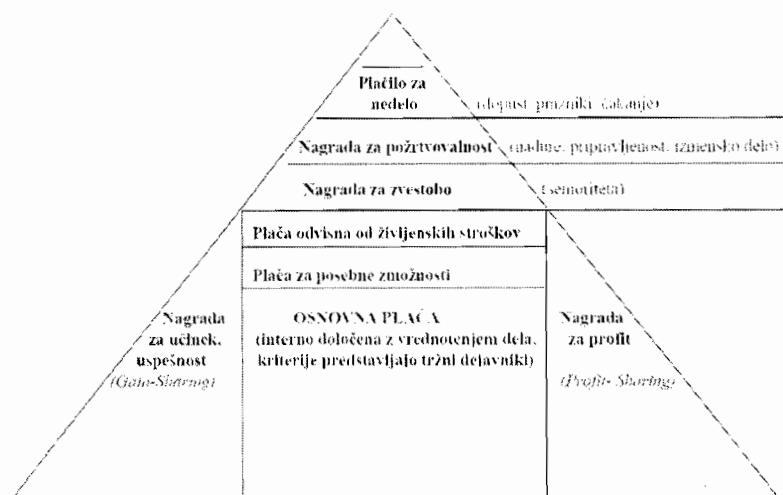 Plačilo za
nedelo (dopust, prazniki, čakanje)
Nagrada za požrtvovalnost (nadure, pripravljenost, izmensko delo)
Nagrada za zvestobo (senioriteta)
Plača odvisna od življenskih stroškov
Plača za posebne zmožnosti
OSNOVNA PLAČA
(interno določena z vrednotenjem dela,
kriterije predstavljajo tržni dejavniki)
Nagrada
za učinek,
uspešnost
(Gain-Sharing)
Nagrada
za profit
(Profit- Sharing)